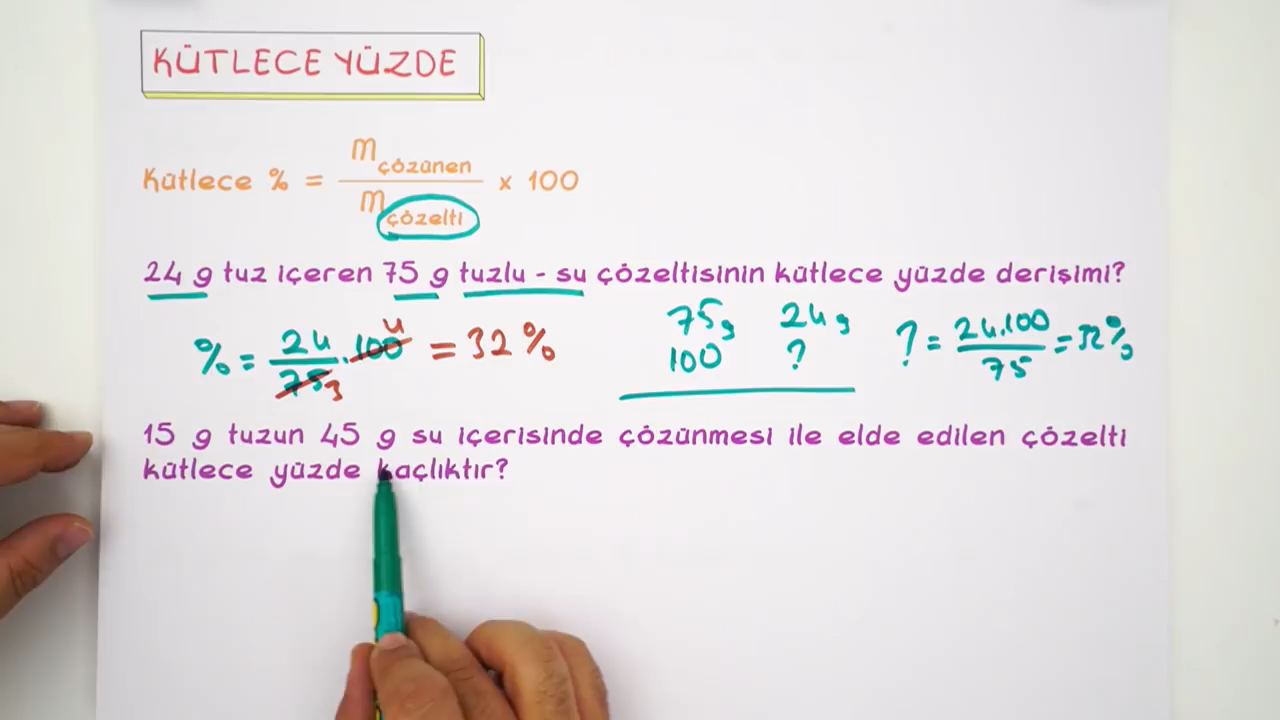 KÜTLECE YÜZDE
Kütlece % = m çözünen / m çözelti x 100
24 g tuz içeren 75 g tuzlu - su çözeltisinin kütlece yüzde derişimi?
% = 24 / 75 3 . 100 4 = 32 %
75 g 24 g
100 ?
? = 24.100 / 75 = 32 %
15 g tuzun 45 g su içerisinde çözünmesi ile elde edilen çözelti
kütlece yüzde kaçlıktır?